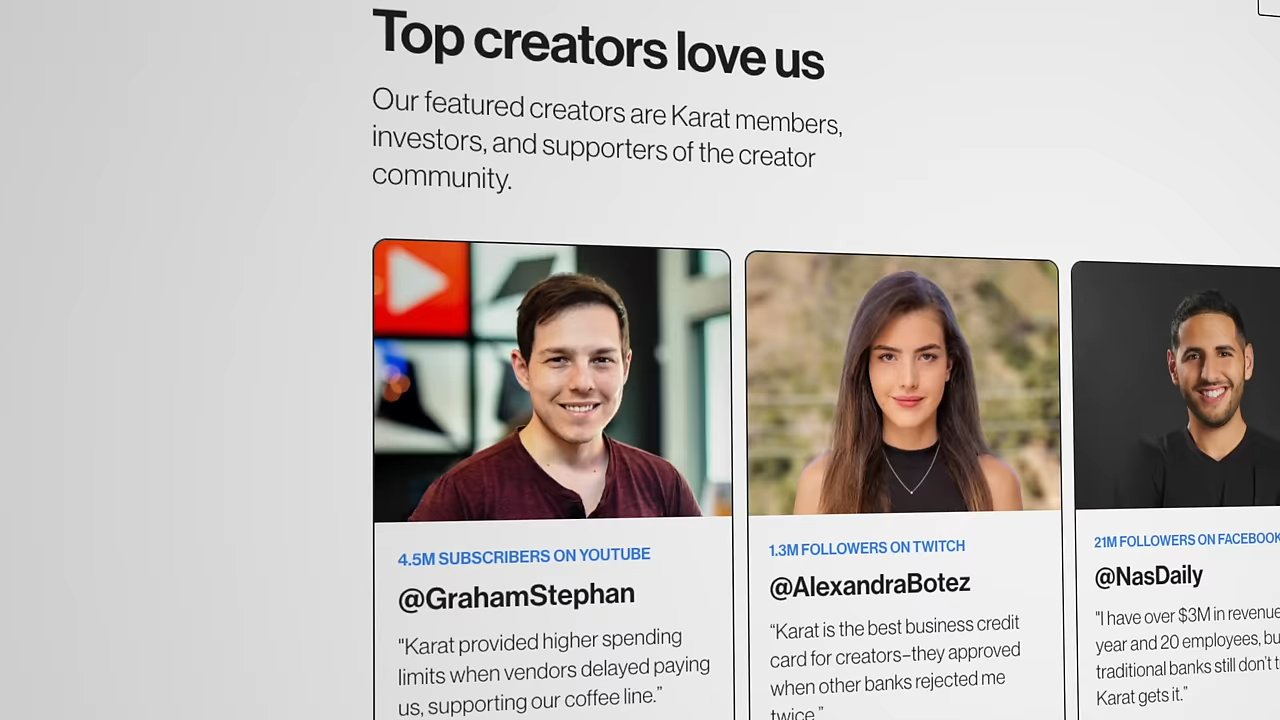 Top creators love us
Our featured creators are Karat members,
investors, and supporters of the creator
community.
4.5M SUBSCRIBERS ON YOUTUBE
@GrahamStephan
“Karat provided higher spending
limits when vendors delayed paying
us, supporting our coffee line.”
1.3M FOLLOWERS ON TWITCH
@AlexandraBotez
“Karat is the best business credit
card for creators–they approved
when other banks rejected me
twice.”
21M FOLLOWERS ON FACEBOOK
@NasDaily
“I have over $3M in revenue
year and 20 employees, bu
traditional banks still don’t t
Karat gets it.”